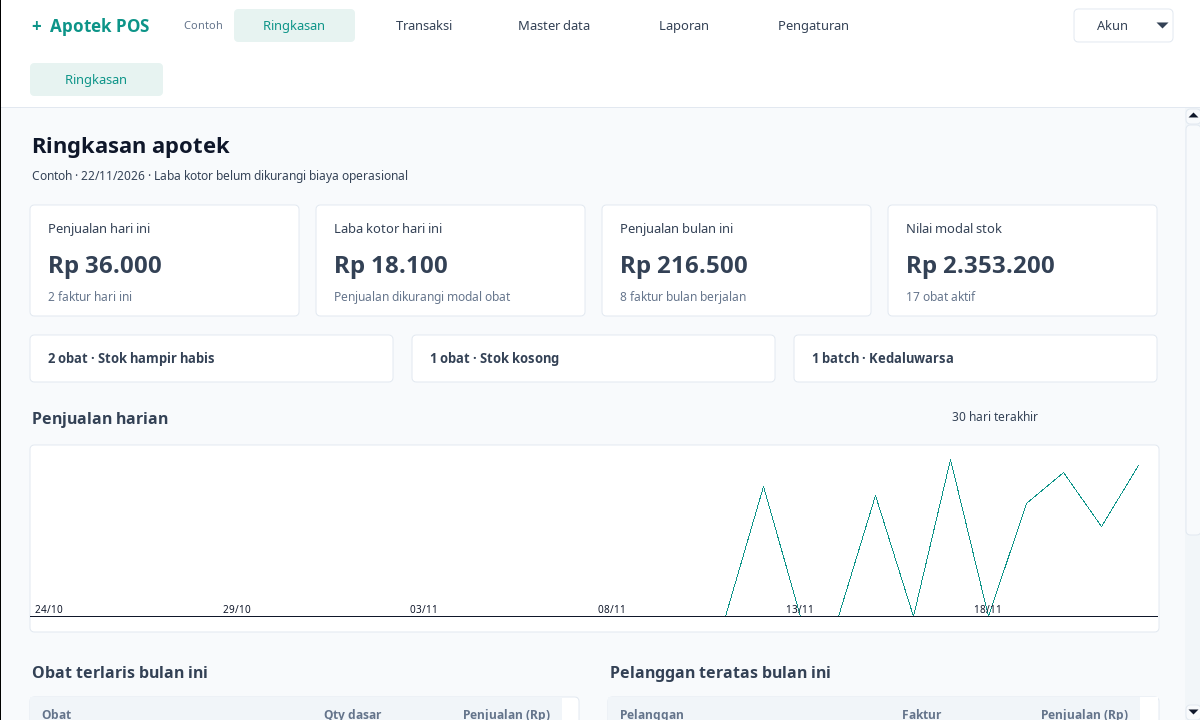 + Apotek POS
Contoh
Ringkasan
Transaksi
Master data
Laporan
Pengaturan
Akun
Ringkasan
Ringkasan apotek
Contoh · 22/11/2026 · Laba kotor belum dikurangi biaya operasional
Penjualan hari ini
Rp 36.000
2 faktur hari ini
Laba kotor hari ini
Rp 18.100
Penjualan dikurangi modal obat
Penjualan bulan ini
Rp 216.500
8 faktur bulan berjalan
Nilai modal stok
Rp 2.353.200
17 obat aktif
2 obat · Stok hampir habis
1 obat · Stok kosong
1 batch · Kedaluwarsa
Penjualan harian
30 hari terakhir
24/10
29/10
03/11
08/11
13/11
18/11
Obat terlaris bulan ini
Obat
Qty dasar
Penjualan (Rp)
Pelanggan teratas bulan ini
Pelanggan
Faktur
Penjualan (Rp)